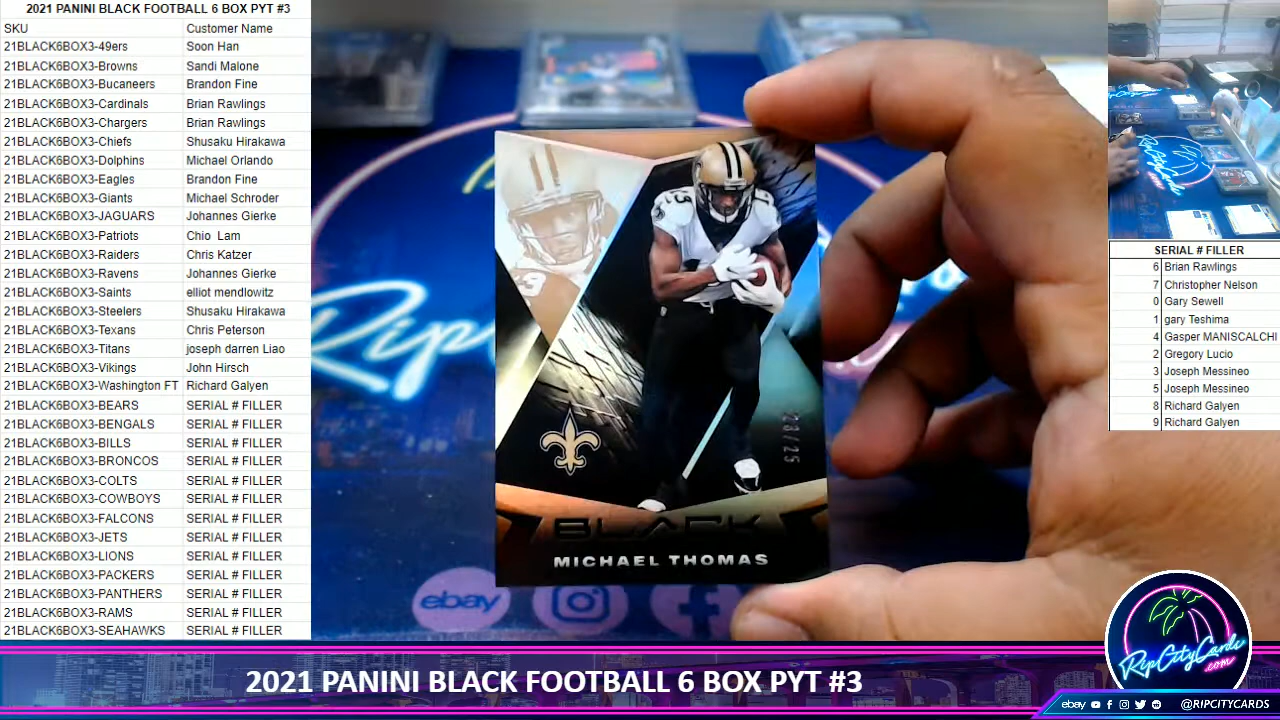 2021 PANINI BLACK FOOTBALL 6 BOX PYT #3
SKU Customer Name
21BLACK6BOX3-49ers Soon Han
21BLACK6BOX3-Browns Sandi Malone
21BLACK6BOX3-Bucaneers Brandon Fine
21BLACK6BOX3-Cardinals Brian Rawlings
21BLACK6BOX3-Chargers Brian Rawlings
21BLACK6BOX3-Chiefs Shusaku Hirakawa
21BLACK6BOX3-Dolphins Michael Orlando
21BLACK6BOX3-Eagles Brandon Fine
21BLACK6BOX3-Giants Michael Schroder
21BLACK6BOX3-JAGUARS Johannes Gierke
21BLACK6BOX3-Patriots Chio Lam
21BLACK6BOX3-Raiders Chris Katzer
21BLACK6BOX3-Ravens Johannes Gierke
21BLACK6BOX3-Saints elliot mendlowitz
21BLACK6BOX3-Steelers Shusaku Hirakawa
21BLACK6BOX3-Texans Chris Peterson
21BLACK6BOX3-Titans joseph darren Liao
21BLACK6BOX3-Vikings John Hirsch
21BLACK6BOX3-Washington FT Richard Galyen
21BLACK6BOX3-BEARS SERIAL # FILLER
21BLACK6BOX3-BENGALS SERIAL # FILLER
21BLACK6BOX3-BILLS SERIAL # FILLER
21BLACK6BOX3-BRONCOS SERIAL # FILLER
21BLACK6BOX3-COLTS SERIAL # FILLER
21BLACK6BOX3-COWBOYS SERIAL # FILLER
21BLACK6BOX3-FALCONS SERIAL # FILLER
21BLACK6BOX3-JETS SERIAL # FILLER
21BLACK6BOX3-LIONS SERIAL # FILLER
21BLACK6BOX3-PACKERS SERIAL # FILLER
21BLACK6BOX3-PANTHERS SERIAL # FILLER
21BLACK6BOX3-RAMS SERIAL # FILLER
21BLACK6BOX3-SEAHAWKS SERIAL # FILLER
Rip
23/25
BLACK
MICHAEL THOMAS
ebay
SERIAL # FILLER
6 Brian Rawlings
7 Christopher Nelson
0 Gary Sewell
1 gary Teshima
4 Gasper MANISCALCHI
2 Gregory Lucio
3 Joseph Messineo
5 Joseph Messineo
8 Richard Galyen
9 Richard Galyen
RipCityCards
.com
2021 PANINI BLACK FOOTBALL 6 BOX PYT #3
ebay @RIPCITYCARDS